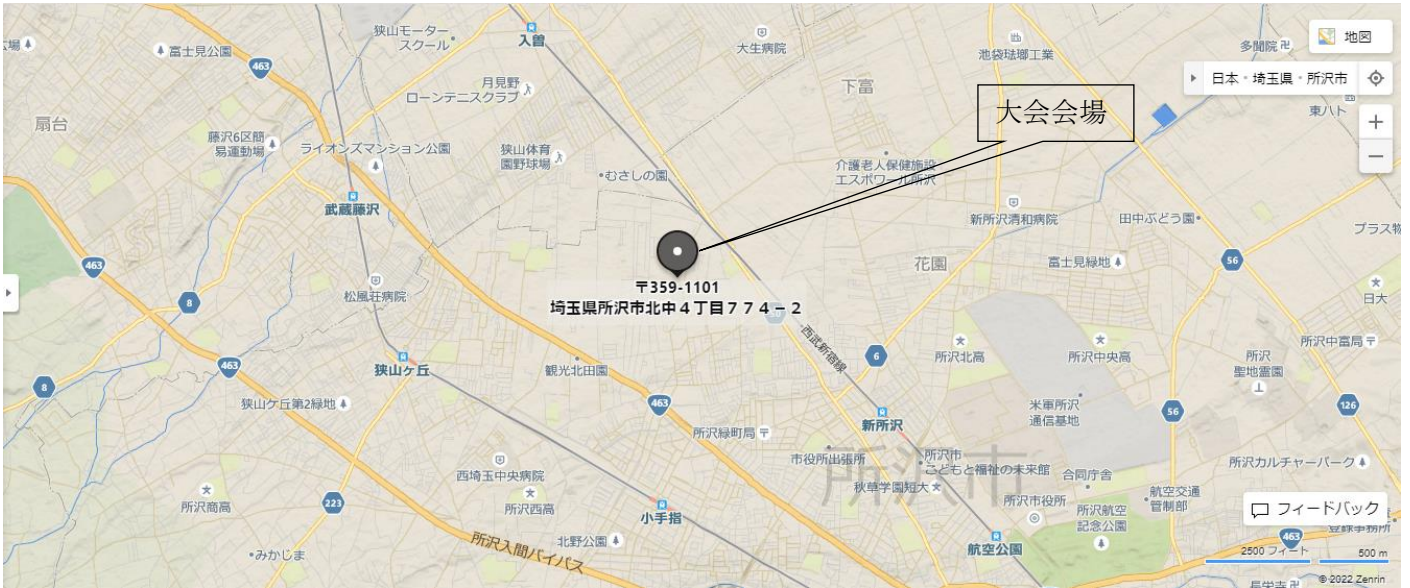 広場
富士見公園
463
狭山モーター
スクール
入曽
大生病院
池袋琺瑯工業
多聞院
地図
日本・埼玉県・所沢市
東ハト
月見野
ローンテニスクラブ
下富
大会会場
扇台
藤沢6区簡
易運動場
ライオンズマンション公園
狭山体育
園野球場
むさしの園
介護老人保健施設
エスポワール所沢
武蔵藤沢
新所沢清和病院
田中ぶどう園
プラス物
463
8
松風荘病院
〒359-1101
埼玉県所沢市北中4丁目774-2
花園
富士見緑地
56
日大
西武新宿線
6
所沢北高
所沢中央高
所沢
聖地霊園
所沢中富局
8
463
狭山ケ丘
観光北田園
狭山ケ丘第2緑地
463
所沢緑町局
新所沢
米軍所沢
通信基地
56
126
所沢市
市役所出張所
所沢市
こどもと福祉の未来館
合同庁舎
所沢カルチャーパーク
西埼玉中央病院
秋草学園短大
所沢商高
223
所沢西高
小手指
所沢市役所
所沢航空
記念公園
航空交通
管制部
フィードバック
登録事務所
みかじま
所沢入間バイパス
北野公園
航空公園
463
2500 フィート
500 m
長栄寺
© 2022 Zenrin